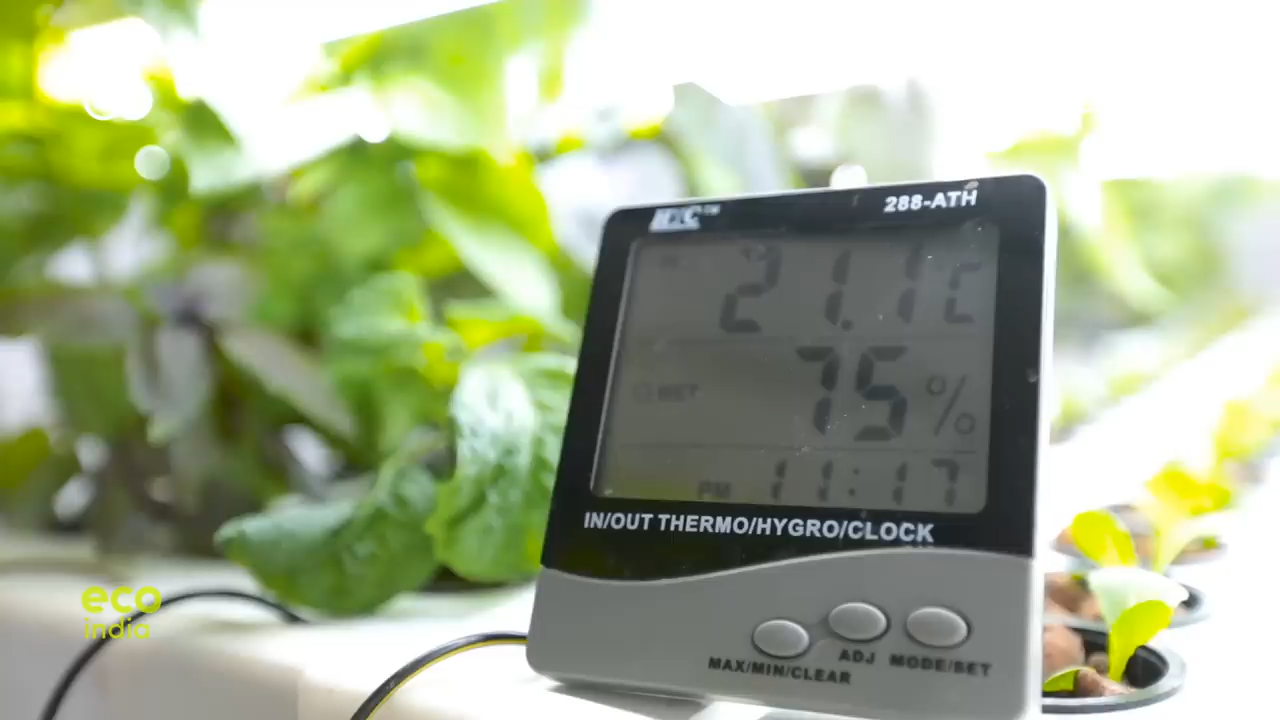 288-ATH
21.1°C
75%
PM 11:17
IN/OUT THERMO/HYGRO/CLOCK
MAX/MIN/CLEAR
ADJ
MODE/SET
eco
india